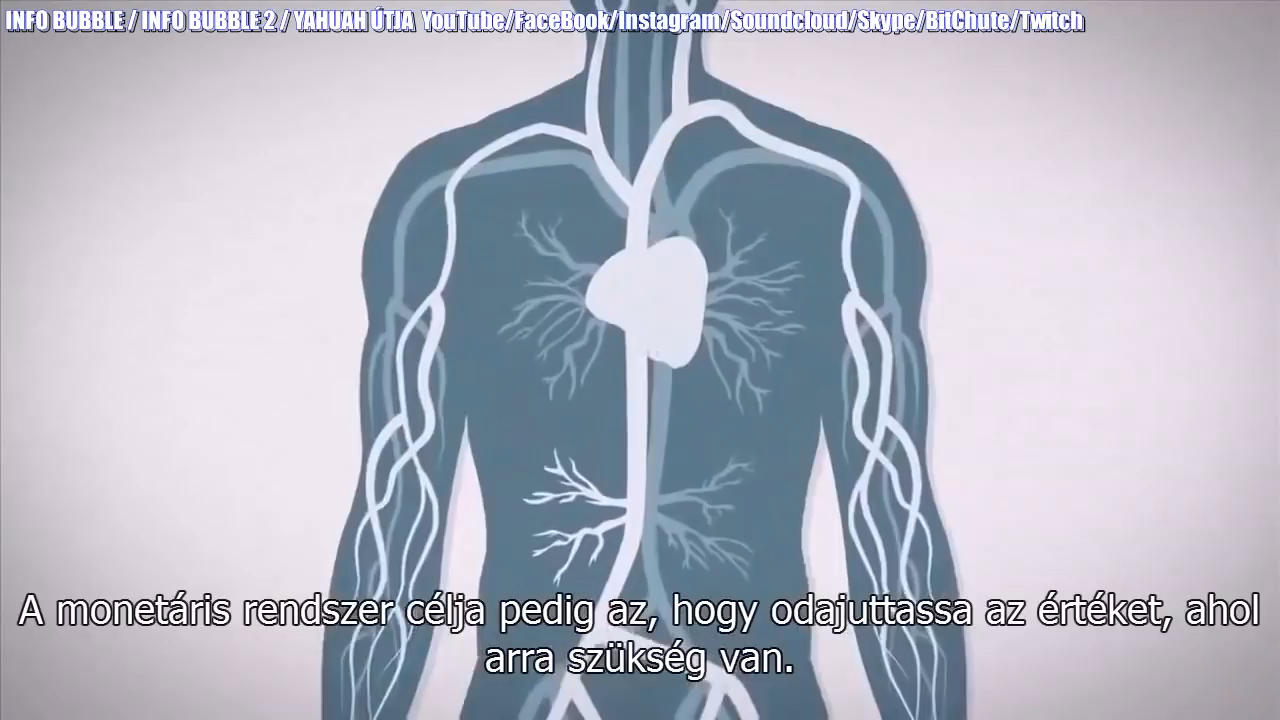 INFO BUBBLE / INFO BUBBLE 2 / YAHUAH ÚTJA YouTube/FaceBook/Instagram/Soundcloud/Skype/BitChute/Twitch
A monetáris rendszer célja pedig az, hogy odajuttassa az értéket, ahol
arra szükség van.